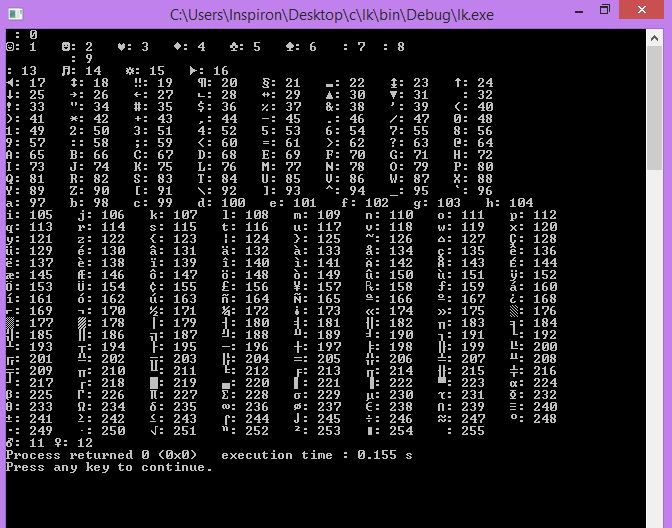 C:\Users\Inspiron\Desktop\c\lk\bin\Debug\lk.exe
: 0
☺: 1 ☻: 2 ♥: 3 ♦: 4 ♣: 5 ♠: 6 : 7 : 8
: 9
: 13 ♫: 14 ☼: 15 ►: 16
◄: 17 ↕: 18 ‼: 19 ¶: 20 §: 21 ▬: 22 ↨: 23 ↑: 24
↓: 25 →: 26 ←: 27 ∟: 28 ↔: 29 ▲: 30 ▼: 31 : 32
!: 33 ": 34 #: 35 $: 36 %: 37 &: 38 ': 39 (: 40
): 41 *: 42 +: 43 ,: 44 -: 45 .: 46 /: 47 0: 48
1: 49 2: 50 3: 51 4: 52 5: 53 6: 54 7: 55 8: 56
9: 57 :: 58 ;: 59 <: 60 =: 61 >: 62 ?: 63 @: 64
A: 65 B: 66 C: 67 D: 68 E: 69 F: 70 G: 71 H: 72
I: 73 J: 74 K: 75 L: 76 M: 77 N: 78 O: 79 P: 80
Q: 81 R: 82 S: 83 T: 84 U: 85 V: 86 W: 87 X: 88
Y: 89 Z: 90 [: 91 \: 92 ]: 93 ^: 94 _: 95 `: 96
a: 97 b: 98 c: 99 d: 100 e: 101 f: 102 g: 103 h: 104
i: 105 j: 106 k: 107 l: 108 m: 109 n: 110 o: 111 p: 112
q: 113 r: 114 s: 115 t: 116 u: 117 v: 118 w: 119 x: 120
y: 121 z: 122 {: 123 |: 124 }: 125 ~: 126 ⌂: 127 Ç: 128
ü: 129 é: 130 â: 131 ä: 132 à: 133 å: 134 ç: 135 ê: 136
ë: 137 è: 138 ï: 139 î: 140 ì: 141 Ä: 142 Å: 143 É: 144
æ: 145 Æ: 146 ô: 147 ö: 148 ò: 149 û: 150 ù: 151 ÿ: 152
Ö: 153 Ü: 154 ¢: 155 £: 156 ¥: 157 ₧: 158 ƒ: 159 á: 160
í: 161 ó: 162 ú: 163 ñ: 164 Ñ: 165 ª: 166 º: 167 ¿: 168
⌐: 169 ¬: 170 ½: 171 ¼: 172 ¡: 173 «: 174 »: 175 ░: 176
▒: 177 ▓: 178 │: 179 ┤: 180 ╡: 181 ╢: 182 ╖: 183 ╕: 184
╣: 185 ║: 186 ╗: 187 ╝: 188 ╜: 189 ╛: 190 ┐: 191 └: 192
┴: 193 ┬: 194 ├: 195 ─: 196 ┼: 197 ╞: 198 ╟: 199 ╚: 200
╔: 201 ╩: 202 ╦: 203 ╠: 204 ═: 205 ╬: 206 ╧: 207 ╨: 208
╤: 209 ╥: 210 ╙: 211 ╘: 212 ╒: 213 ╓: 214 ╫: 215 ╪: 216
┘: 217 ┌: 218 █: 219 ▄: 220 ▌: 221 ▐: 222 ▀: 223 α: 224
ß: 225 Γ: 226 π: 227 Σ: 228 σ: 229 µ: 230 τ: 231 Φ: 232
Θ: 233 Ω: 234 δ: 235 ∞: 236 φ: 237 ε: 238 ∩: 239 ≡: 240
±: 241 ≥: 242 ≤: 243 ⌠: 244 ⌡: 245 ÷: 246 ≈: 247 °: 248
∙: 249 ·: 250 √: 251 ⁿ: 252 ²: 253 ■: 254 : 255
♂: 11 ♀: 12
Process returned 0 (0x0) execution time : 0.155 s
Press any key to continue.